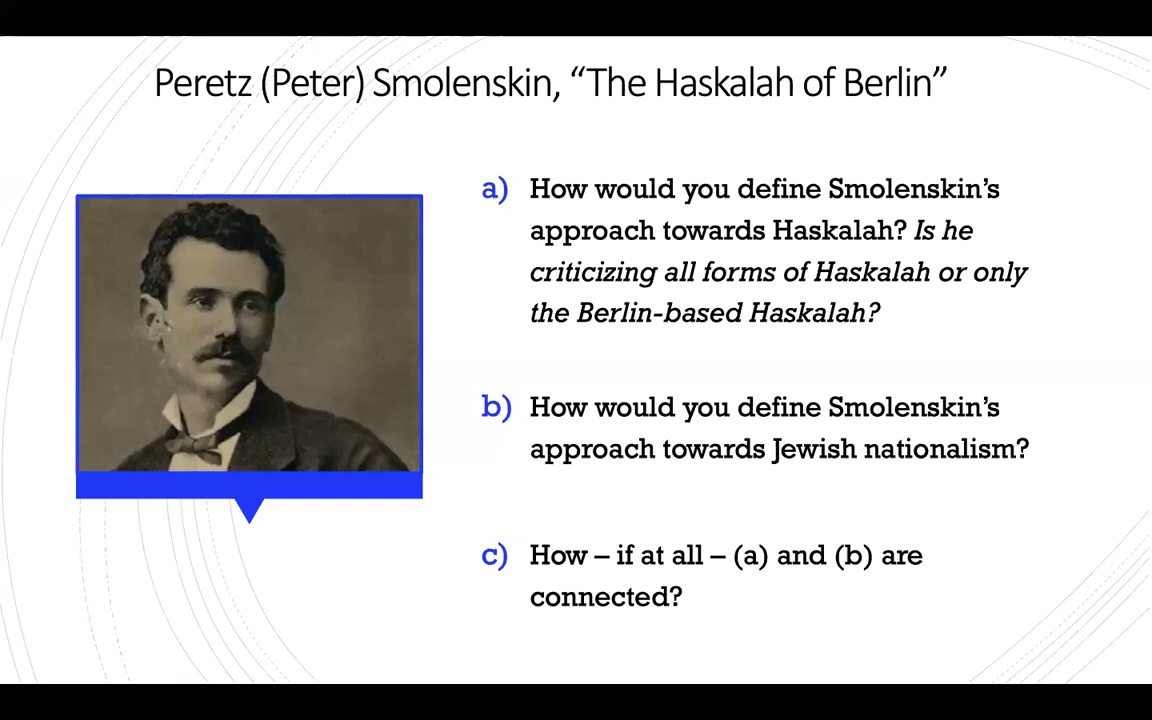 Peretz (Peter) Smolenskin, “The Haskalah of Berlin”
a) How would you define Smolenskin’s
approach towards Haskalah? Is he
criticizing all forms of Haskalah or only
the Berlin-based Haskalah?
b) How would you define Smolenskin’s
approach towards Jewish nationalism?
c) How – if at all – (a) and (b) are
connected?